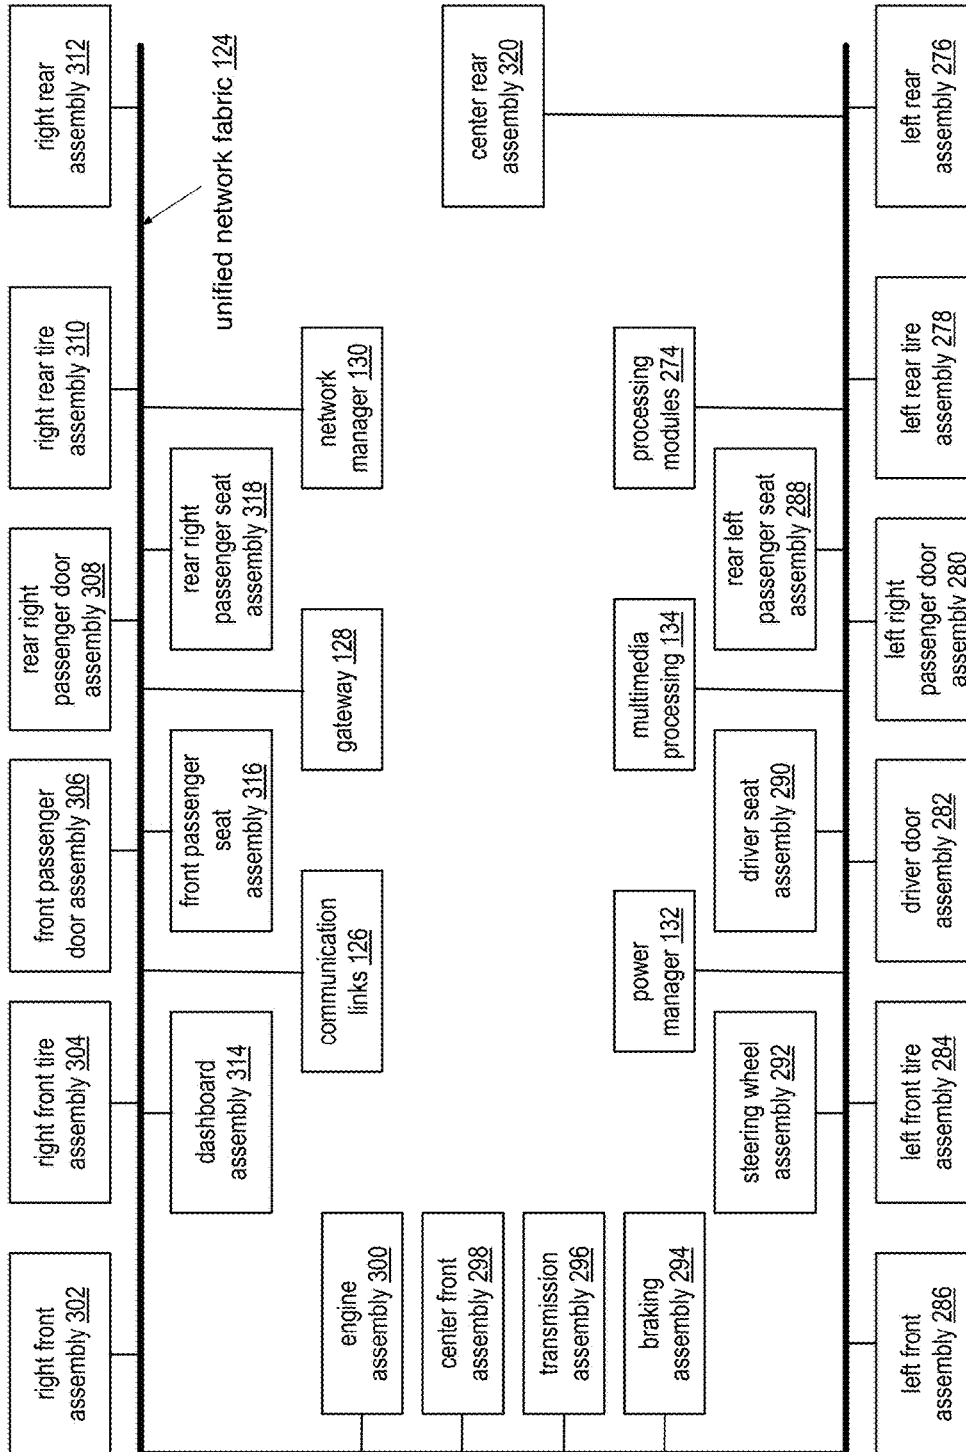 right front
assembly 302
right front tire
assembly 304
front passenger
door assembly 306
rear right
passenger door
assembly 308
right rear tire
assembly 310
right rear
assembly 312
unified network fabric 124
dashboard
assembly 314
front passenger
seat
assembly 316
rear right
passenger seat
assembly 318
communication
links 126
gateway 128
network
manager 130
engine
assembly 300
center front
assembly 298
transmission
assembly 296
braking
assembly 294
center rear
assembly 320
power
manager 132
multimedia
processing 134
processing
modules 274
steering wheel
assembly 292
driver seat
assembly 290
rear left
passenger seat
assembly 288
left front
assembly 286
left front tire
assembly 284
driver door
assembly 282
left right
passenger door
assembly 280
left rear tire
assembly 278
left rear
assembly 276